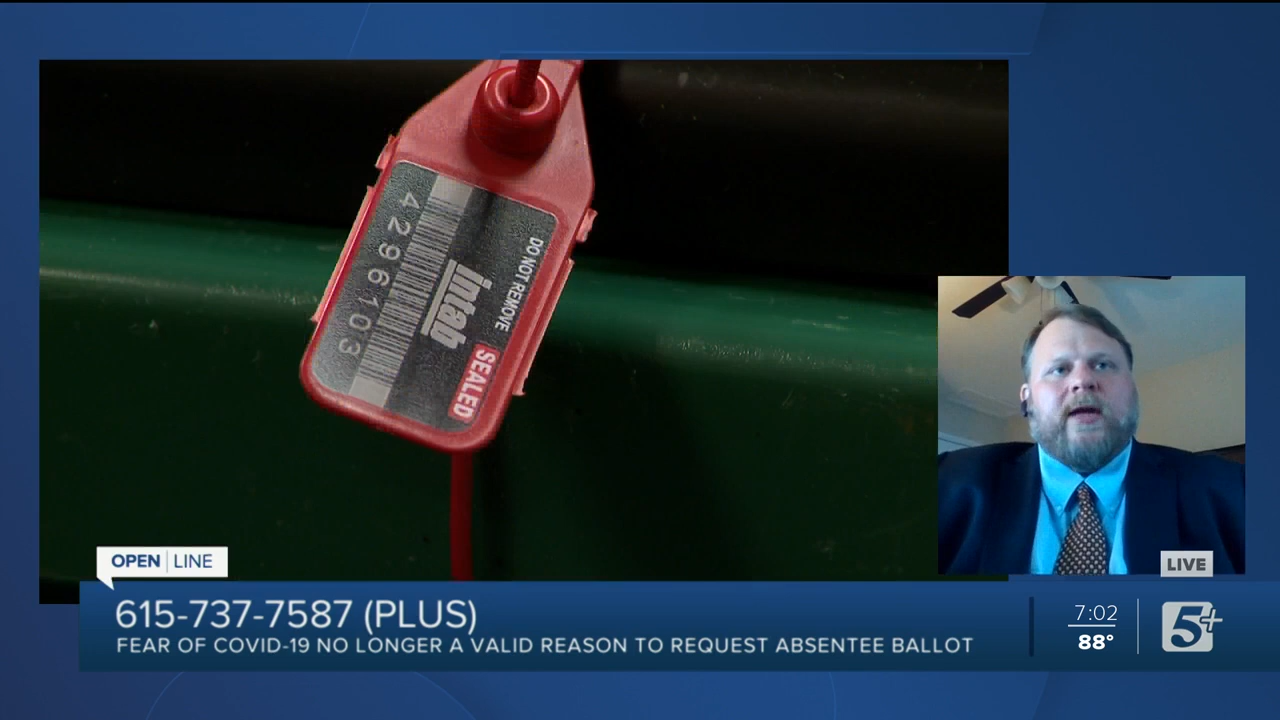 4296103
intab
DO NOT REMOVE
SEALED
OPEN LINE
LIVE
615-737-7587 (PLUS)
FEAR OF COVID-19 NO LONGER A VALID REASON TO REQUEST ABSENTEE BALLOT
7:02
88°
5+